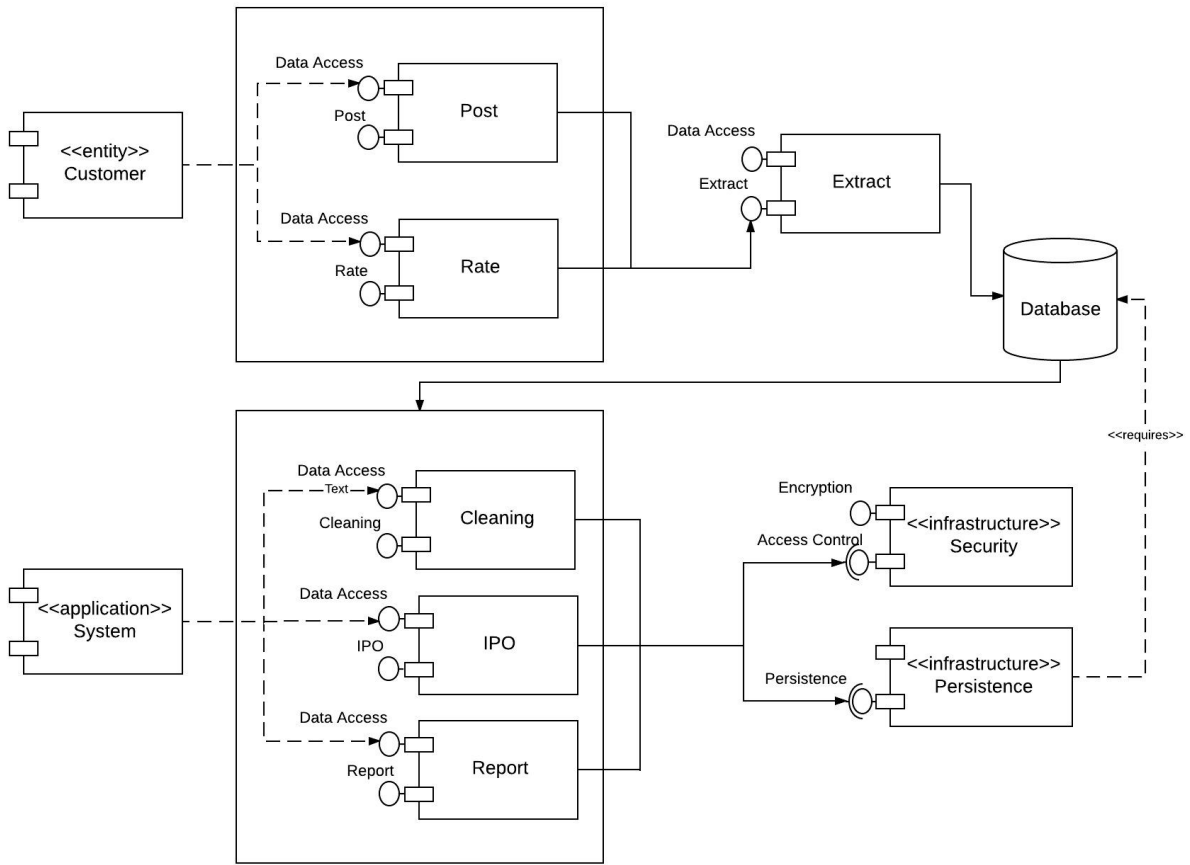 Data Access
Post
Post
<<entity>>
Customer
Data Access
Rate
Rate
Data Access
Extract
Extract
Database
<<requires>>
Data Access
Text
Cleaning
Cleaning
<<application>>
System
Data Access
IPO
IPO
Data Access
Report
Report
Encryption
<<infrastructure>>
Security
Access Control
Persistence
<<infrastructure>>
Persistence